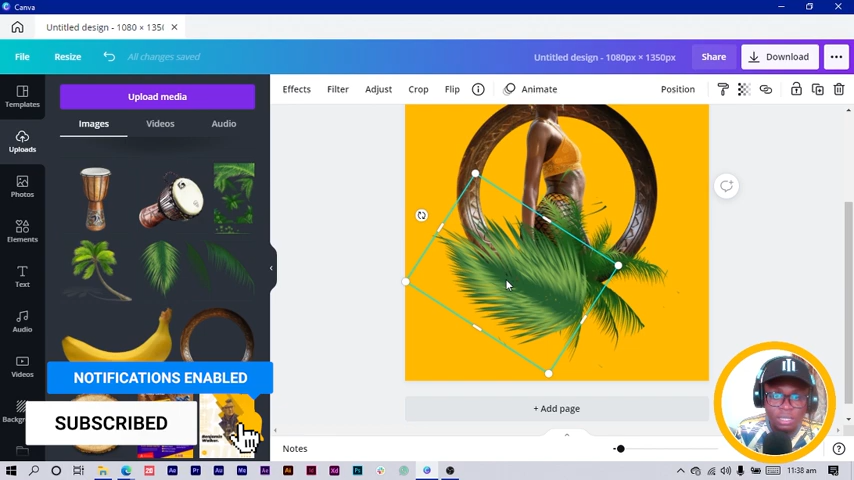 Canva
Untitled design - 1080 × 135(
File
Resize
All changes saved
Untitled design - 1080px × 1350px
Share
Download
Templates
Upload media
Effects
Filter
Adjust
Crop
Flip
Animate
Position
Images
Videos
Audio
Uploads
Photos
Elements
Text
Audio
Videos
NOTIFICATIONS ENABLED
SUBSCRIBED
+ Add page
Notes
11:38 am